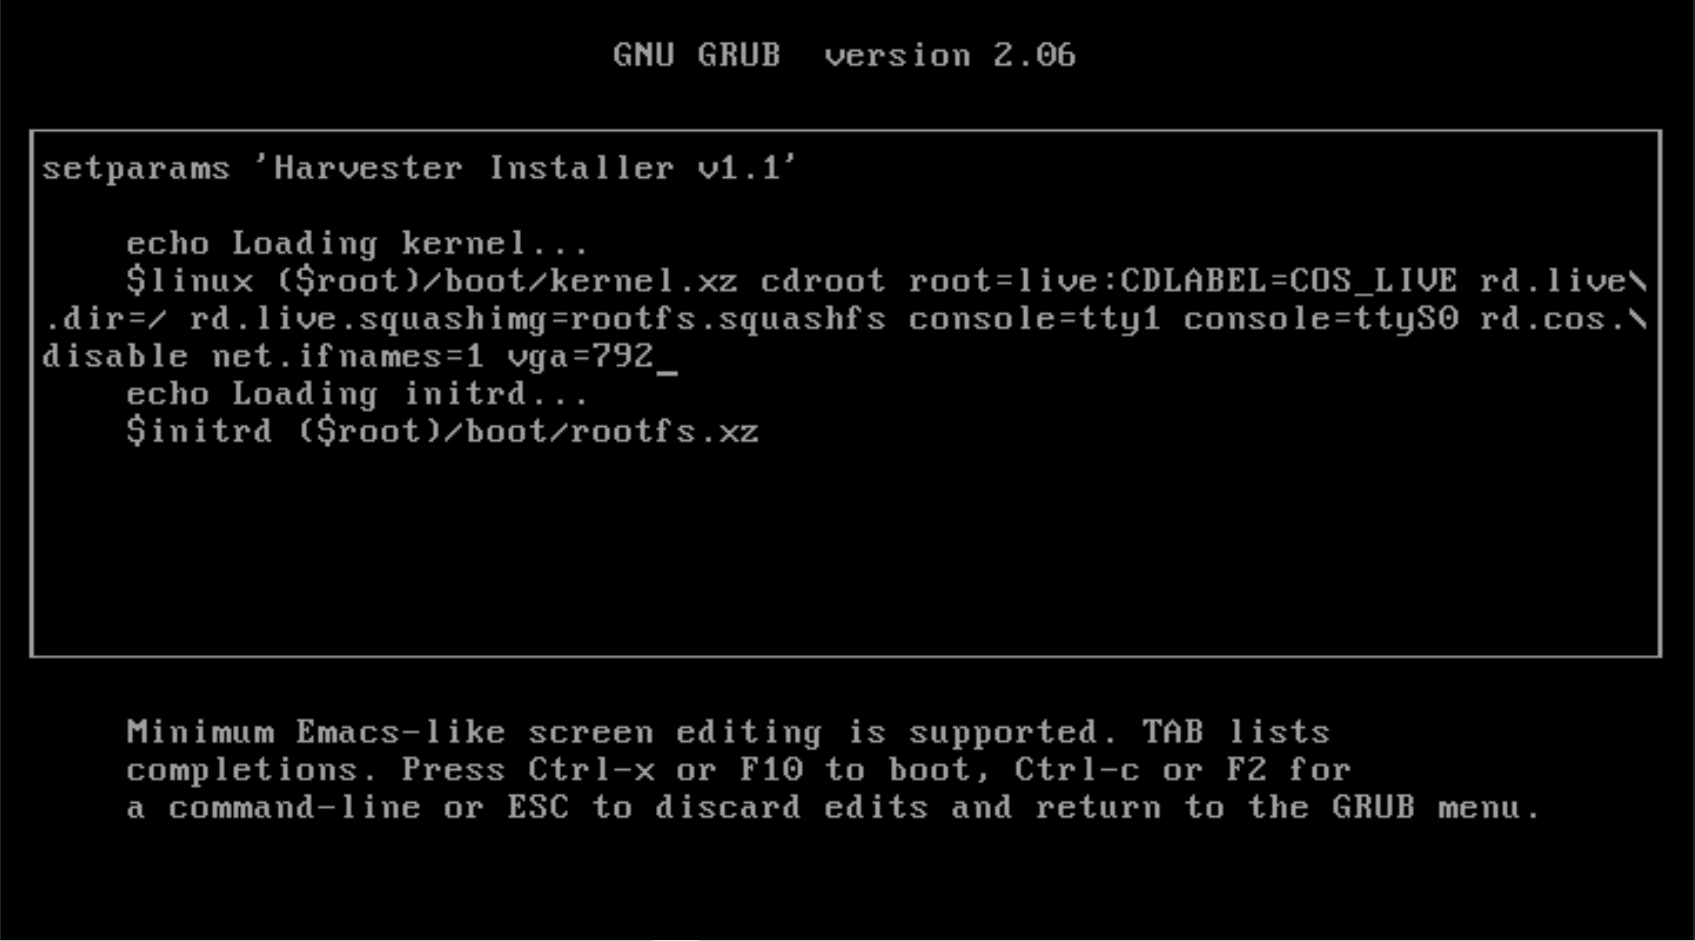 GNU GRUB  version 2.06
setparams 'Harvester Installer v1.1'
    echo Loading kernel...
    $linux ($root)/boot/kernel.xz cdroot root=live:CDLABEL=COS_LIVE rd.live\
.dir=/ rd.live.squashimg=rootfs.squashfs console=tty1 console=ttyS0 rd.cos.\
disable net.ifnames=1 vga=792_
    echo Loading initrd...
    $initrd ($root)/boot/rootfs.xz
Minimum Emacs-like screen editing is supported. TAB lists
completions. Press Ctrl-x or F10 to boot, Ctrl-c or F2 for
a command-line or ESC to discard edits and return to the GRUB menu.